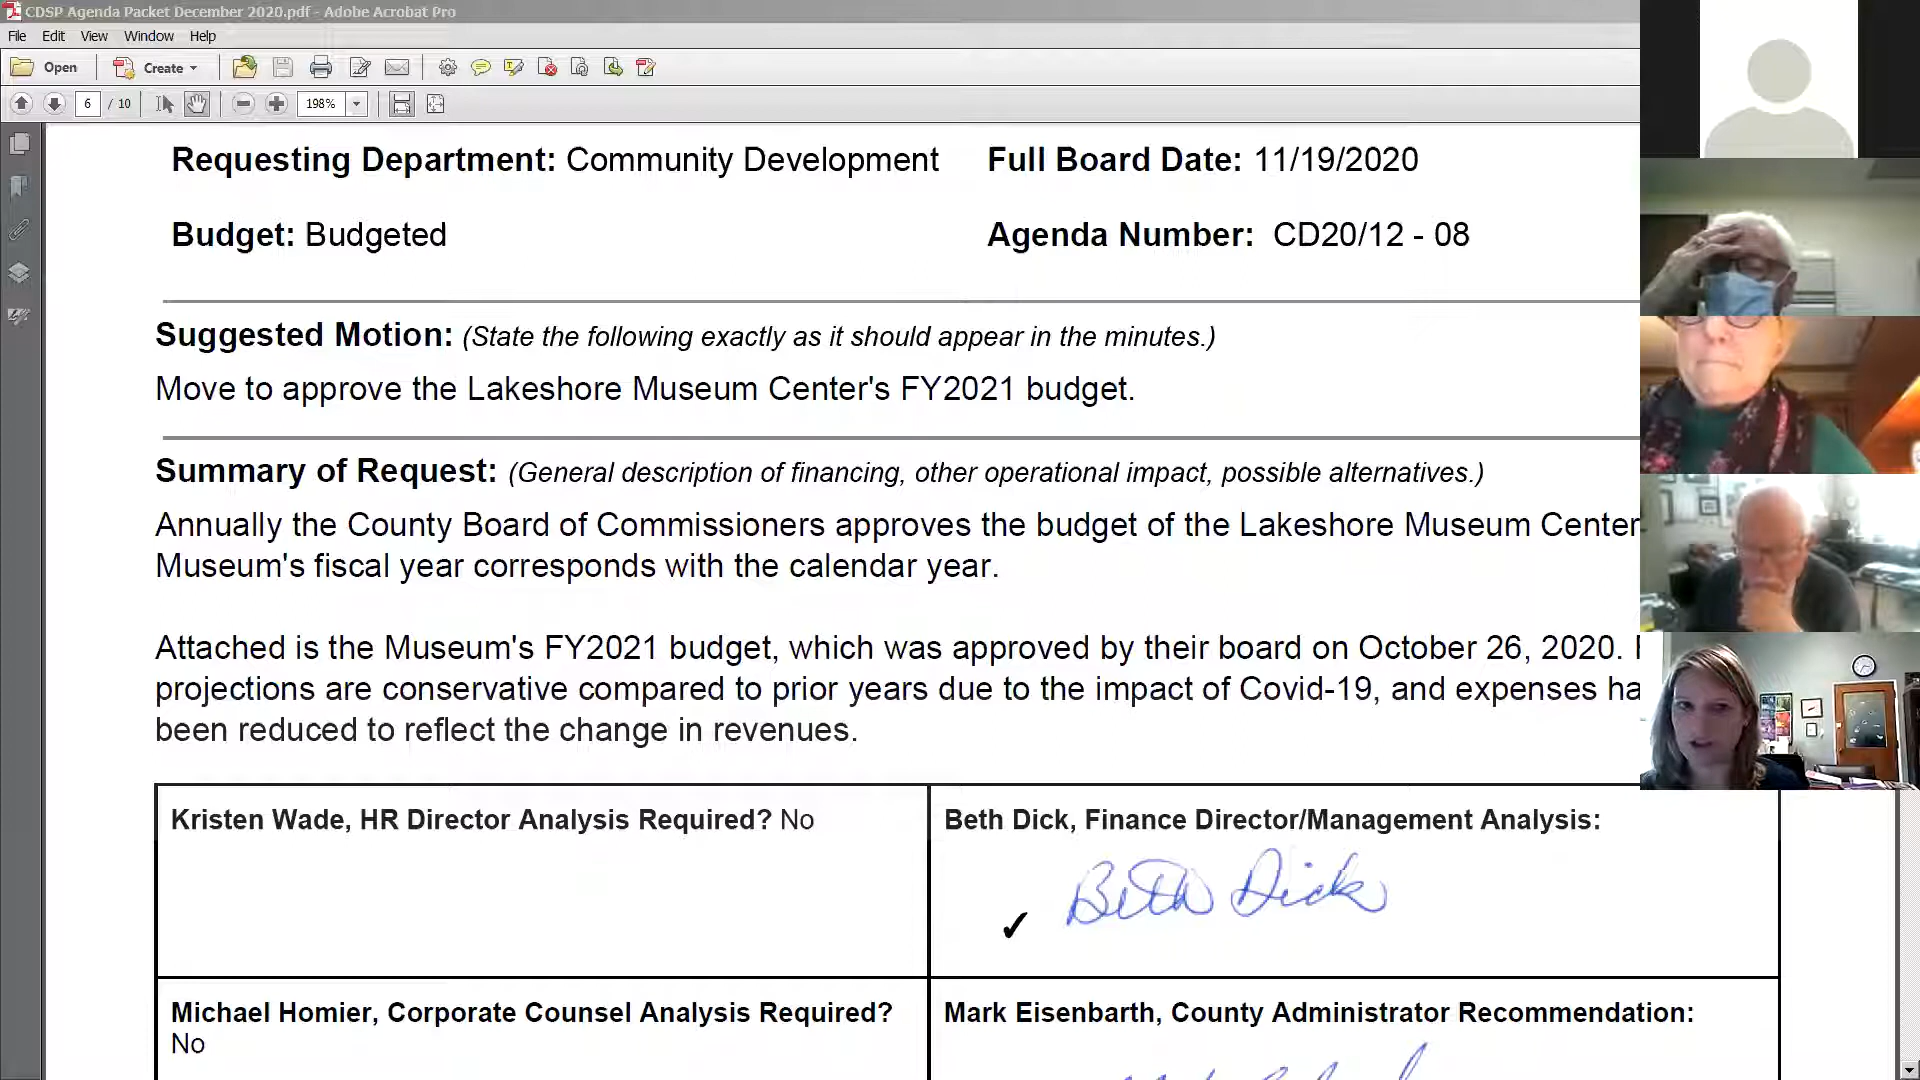 CDSP Agenda Packet December 2020.pdf - Adobe Acrobat Pro
File Edit View Window Help
Open Create
6 / 10 198%
Requesting Department: Community Development Full Board Date: 11/19/2020
Budget: Budgeted Agenda Number: CD20/12 - 08
Suggested Motion: (State the following exactly as it should appear in the minutes.)
Move to approve the Lakeshore Museum Center's FY2021 budget.
Summary of Request: (General description of financing, other operational impact, possible alternatives.)
Annually the County Board of Commissioners approves the budget of the Lakeshore Museum Center
Museum's fiscal year corresponds with the calendar year.
Attached is the Museum's FY2021 budget, which was approved by their board on October 26, 2020.
projections are conservative compared to prior years due to the impact of Covid-19, and expenses ha
been reduced to reflect the change in revenues.
Kristen Wade, HR Director Analysis Required? No
Beth Dick, Finance Director/Management Analysis:
✓ Beth Dick
Michael Homier, Corporate Counsel Analysis Required?
No
Mark Eisenbarth, County Administrator Recommendation: